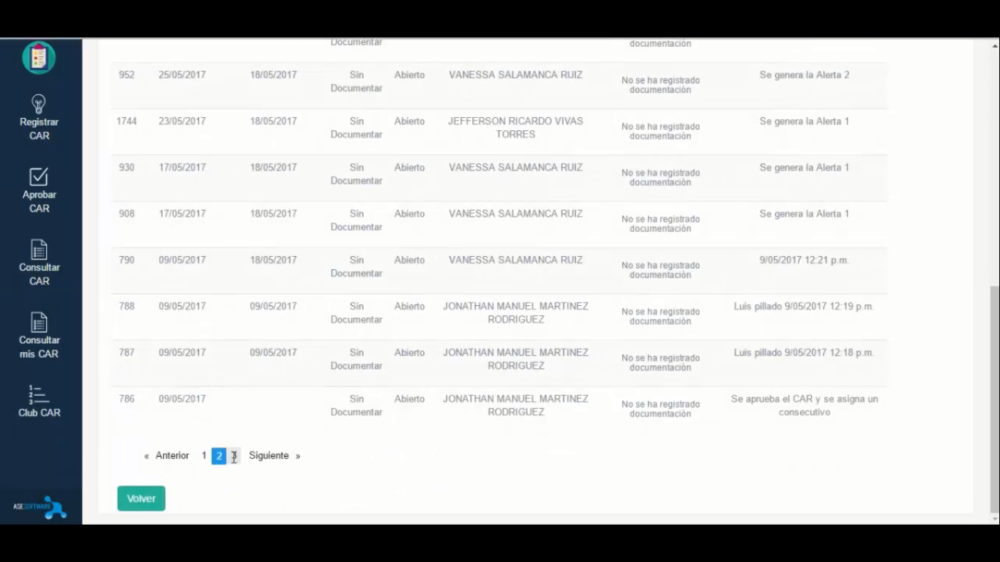 Documentar
documentación
952 25/05/2017 18/05/2017 Sin Abierto VANESSA SALAMANCA RUIZ No se ha registrado Se genera la Alerta 2
Documentar documentación
1744 23/05/2017 18/05/2017 Sin Abierto JEFFERSON RICARDO VIVAS No se ha registrado Se genera la Alerta 1
Documentar TORRES documentación
930 17/05/2017 18/05/2017 Sin Abierto VANESSA SALAMANCA RUIZ No se ha registrado Se genera la Alerta 1
Documentar documentación
908 17/05/2017 18/05/2017 Sin Abierto VANESSA SALAMANCA RUIZ No se ha registrado Se genera la Alerta 1
Documentar documentación
790 09/05/2017 18/05/2017 Sin Abierto VANESSA SALAMANCA RUIZ No se ha registrado 9/05/2017 12:21 p.m.
Documentar documentación
788 09/05/2017 09/05/2017 Sin Abierto JONATHAN MANUEL MARTINEZ No se ha registrado Luis pillado 9/05/2017 12:19 p.m.
Documentar RODRIGUEZ documentación
787 09/05/2017 09/05/2017 Sin Abierto JONATHAN MANUEL MARTINEZ No se ha registrado Luis pillado 9/05/2017 12:18 p.m.
Documentar RODRIGUEZ documentación
786 09/05/2017 Sin Abierto JONATHAN MANUEL MARTINEZ No se ha registrado Se aprueba el CAR y se asigna un
Documentar RODRIGUEZ documentación consecutivo
« Anterior 1 2 3 Siguiente »
Volver
Registrar
CAR
Aprobar
CAR
Consultar
CAR
Consultar
mis CAR
1
2
3
Club CAR
ASESOFTWARE